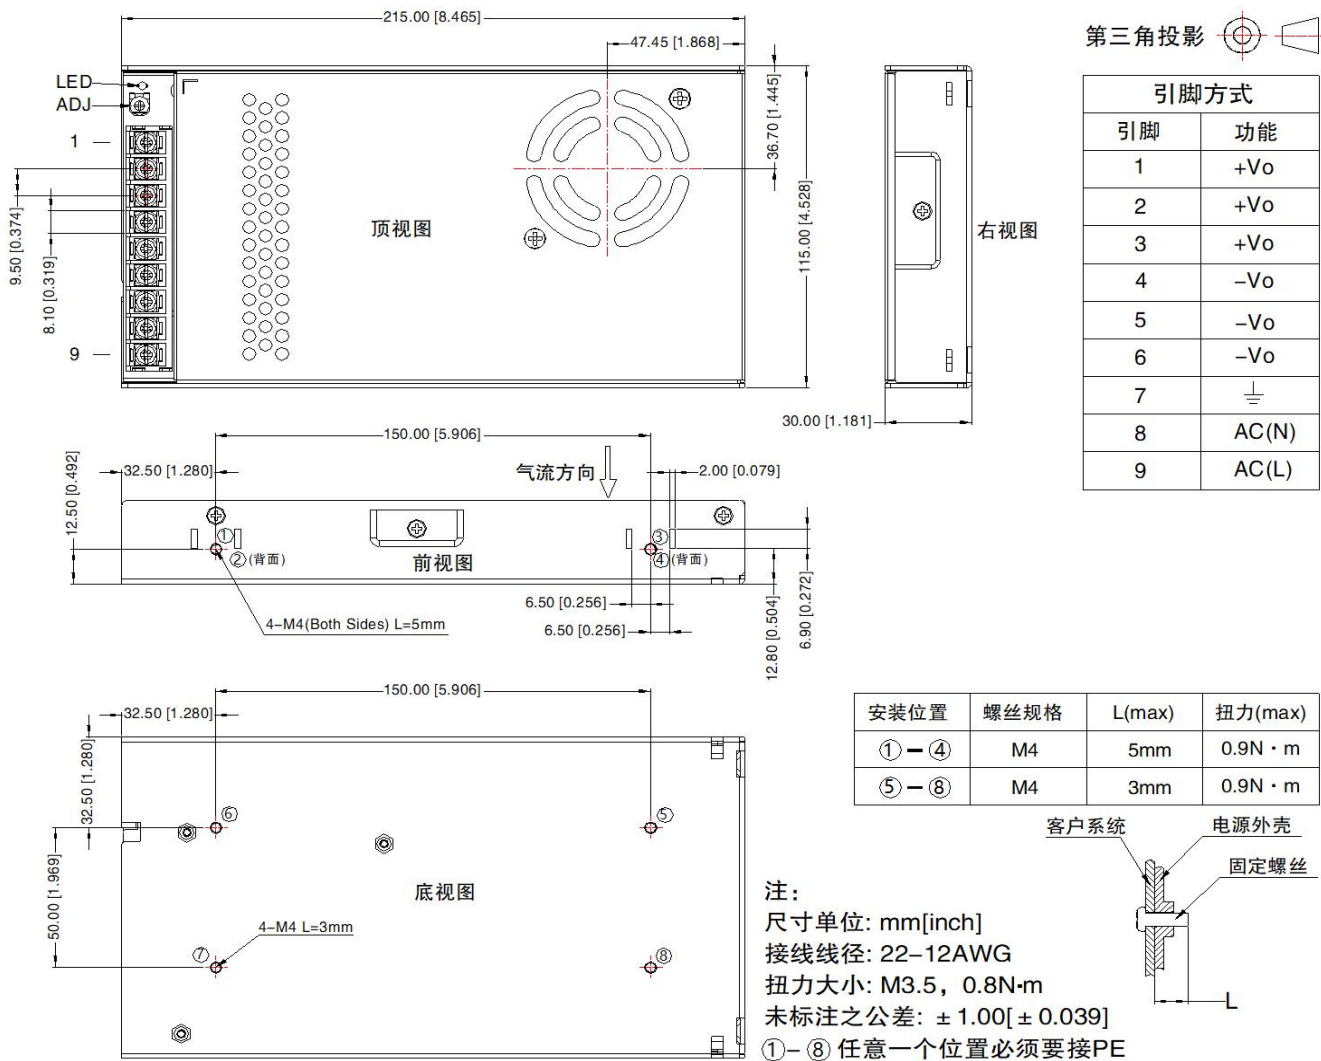 215.00 [8.465]
47.45 [1.868]
36.70 [1.445]
115.00 [4.528]
LED
ADJ
1
9
9.50 [0.374]
8.10 [0.319]
顶视图
右视图
30.00 [1.181]
第三角投影
引脚方式
引脚 功能
1 +Vo
2 +Vo
3 +Vo
4 –Vo
5 –Vo
6 –Vo
7 ⏚
8 AC(N)
9 AC(L)
150.00 [5.906]
32.50 [1.280]
12.50 [0.492]
气流方向
2.00 [0.079]
①
②(背面)
前视图
③
④(背面)
6.50 [0.256]
6.50 [0.256]
12.80 [0.504]
6.90 [0.272]
4–M4(Both Sides) L=5mm
150.00 [5.906]
32.50 [1.280]
32.50 [1.280]
50.00 [1.969]
⑥
⑤
底视图
4–M4 L=3mm
⑦
⑧
安装位置 螺丝规格 L(max) 扭力(max)
①–④ M4 5mm 0.9N·m
⑤–⑧ M4 3mm 0.9N·m
客户系统
电源外壳
固定螺丝
L
注:
尺寸单位: mm[inch]
接线线径: 22–12AWG
扭力大小: M3.5, 0.8N·m
未标注之公差: ±1.00[±0.039]
①–⑧ 任意一个位置必须要接PE